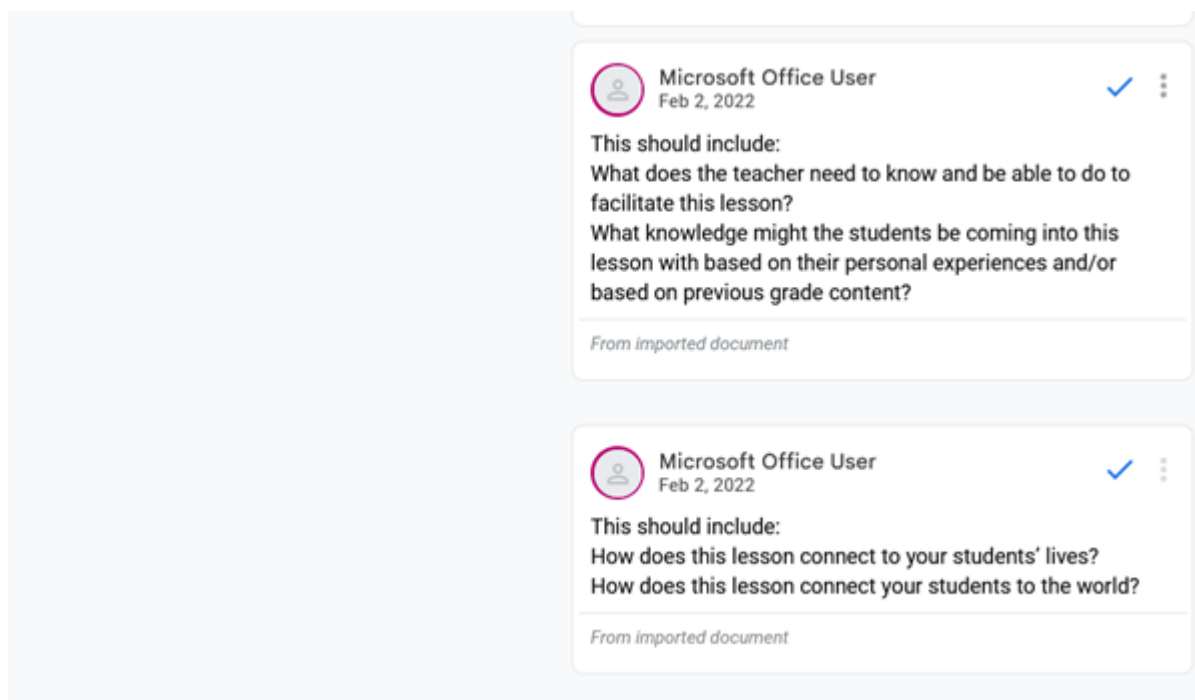 Microsoft Office User
Feb 2, 2022
This should include:
What does the teacher need to know and be able to do to
facilitate this lesson?
What knowledge might the students be coming into this
lesson with based on their personal experiences and/or
based on previous grade content?
From imported document
Microsoft Office User
Feb 2, 2022
This should include:
How does this lesson connect to your students’ lives?
How does this lesson connect your students to the world?
From imported document